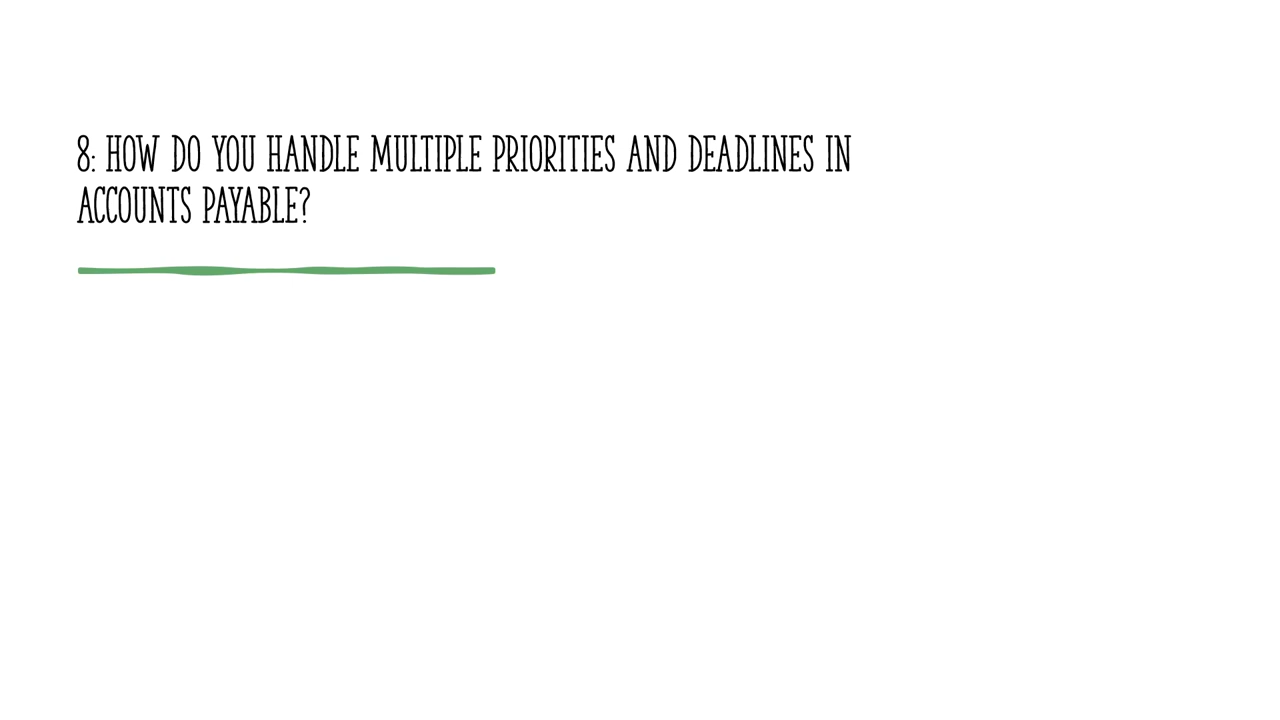 8: HOW DO YOU HANDLE MULTIPLE PRIORITIES AND DEADLINES IN
ACCOUNTS PAYABLE?